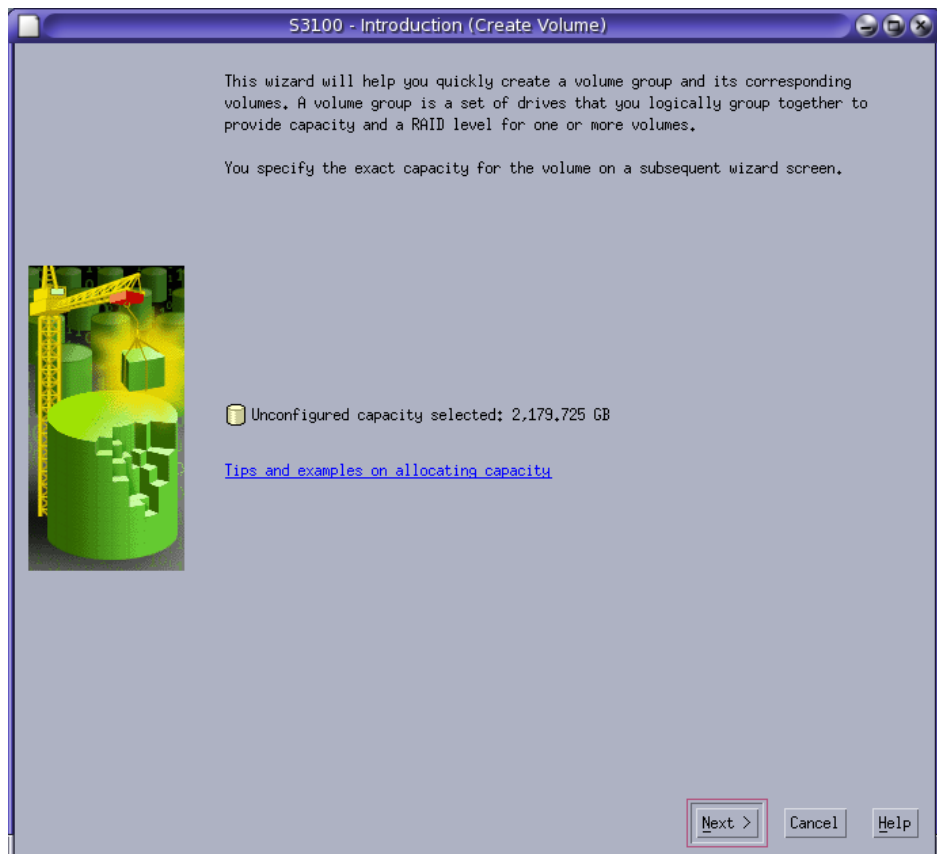 S3100 - Introduction (Create Volume)
This wizard will help you quickly create a volume group and its corresponding
volumes. A volume group is a set of drives that you logically group together to
provide capacity and a RAID level for one or more volumes.
You specify the exact capacity for the volume on a subsequent wizard screen.
Unconfigured capacity selected: 2,179.725 GB
Tips and examples on allocating capacity
Next > Cancel Help